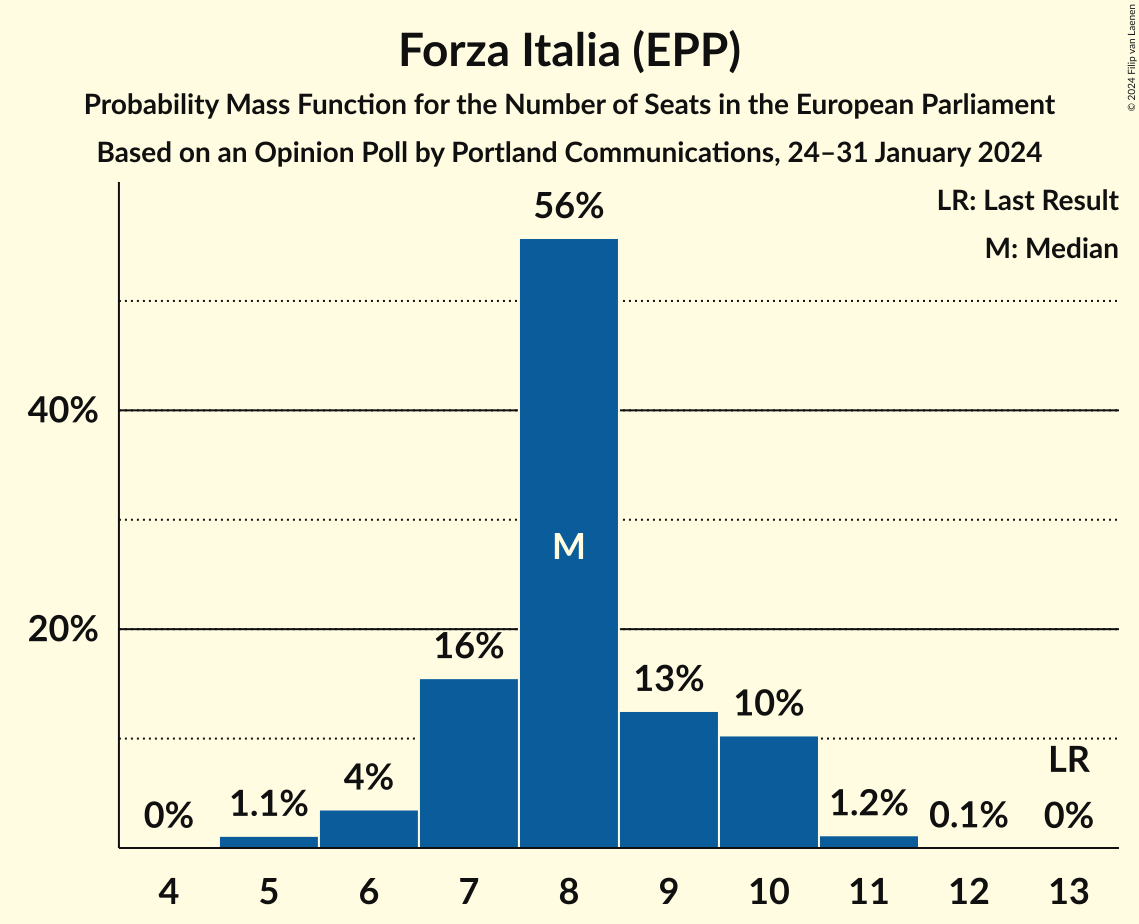 Forza Italia (EPP)
Probability Mass Function for the Number of Seats in the European Parliament
Based on an Opinion Poll by Portland Communications, 24–31 January 2024
© 2024 Filip van Laenen
LR: Last Result
M: Median
56%
40%
M
20%
16%
13%
10%
LR
4%
0%
1.1%
1.2%
0.1%
0%
4 5 6 7 8 9 10 11 12 13